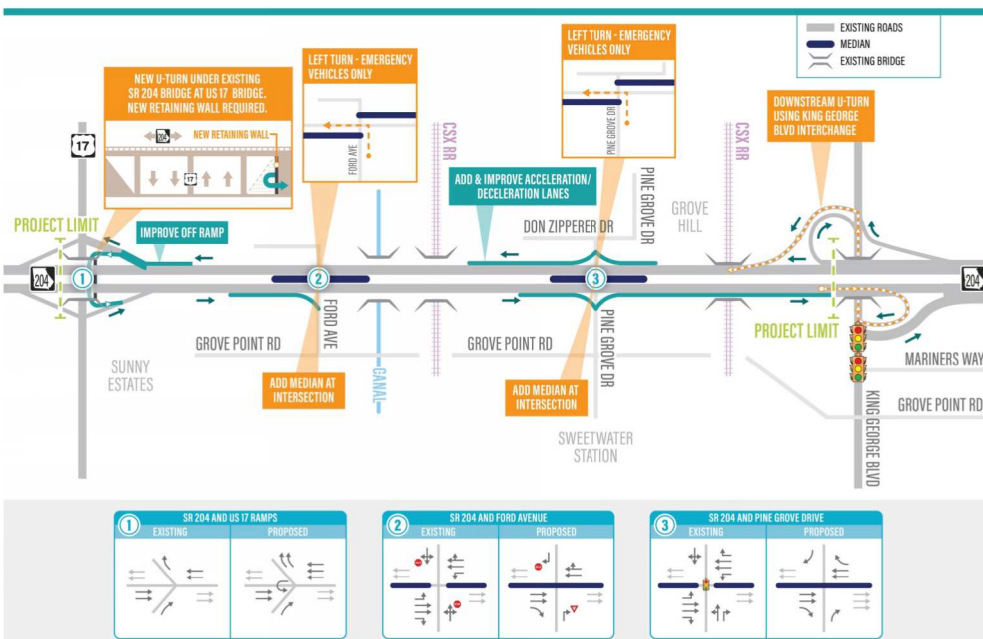 EXISTING ROADS
MEDIAN
EXISTING BRIDGE
NEW U-TURN UNDER EXISTING
SR 204 BRIDGE AT US 17 BRIDGE.
NEW RETAINING WALL REQUIRED.
204
NEW RETAINING WALL
17
LEFT TURN - EMERGENCY
VEHICLES ONLY
FORD AVE
LEFT TURN - EMERGENCY
VEHICLES ONLY
PINE GROVE DR
DOWNSTREAM U-TURN
USING KING GEORGE
BLVD INTERCHANGE
17
CSX RR
CSX RR
ADD & IMPROVE ACCELERATION/
DECELERATION LANES
PINE GROVE DR
GROVE
HILL
DON ZIPPERER DR
PROJECT LIMIT
IMPROVE OFF RAMP
204
1
2
3
204
FORD AVE
PINE GROVE DR
PROJECT LIMIT
GROVE POINT RD
GROVE POINT RD
MARINERS WAY
SUNNY
ESTATES
CANAL
ADD MEDIAN AT
INTERSECTION
ADD MEDIAN AT
INTERSECTION
GROVE POINT RD
KING GEORGE BLVD
SWEETWATER
STATION
1
SR 204 AND US 17 RAMPS
EXISTING
PROPOSED
2
SR 204 AND FORD AVENUE
EXISTING
PROPOSED
3
SR 204 AND PINE GROVE DRIVE
EXISTING
PROPOSED